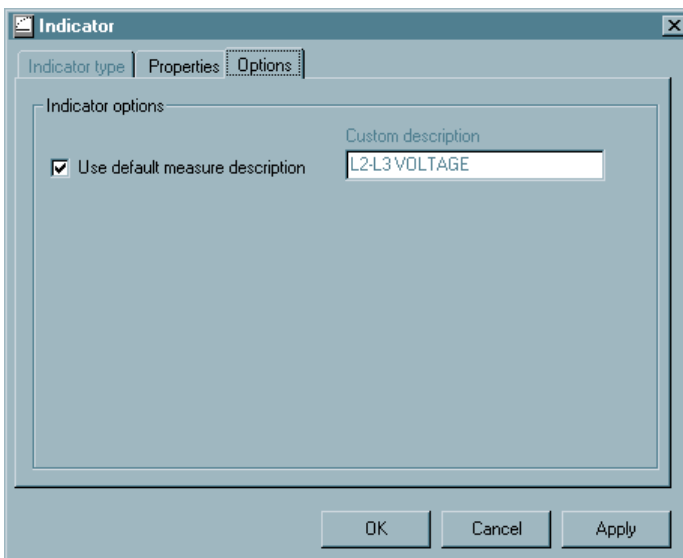 Indicator
Indicator type Properties Options
Indicator options
Custom description
Use default measure description L2-L3 VOLTAGE
OK Cancel Apply